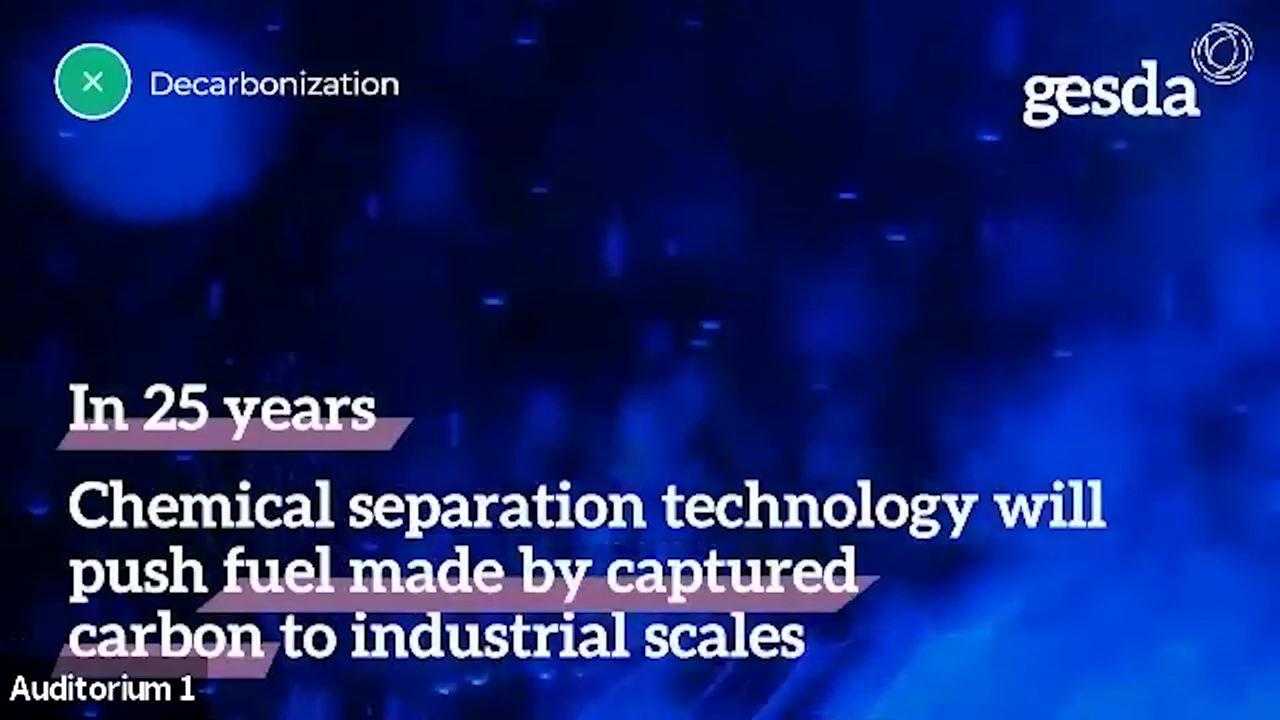 Decarbonization
gesda
In 25 years
Chemical separation technology will
push fuel made by captured
carbon to industrial scales
Auditorium 1